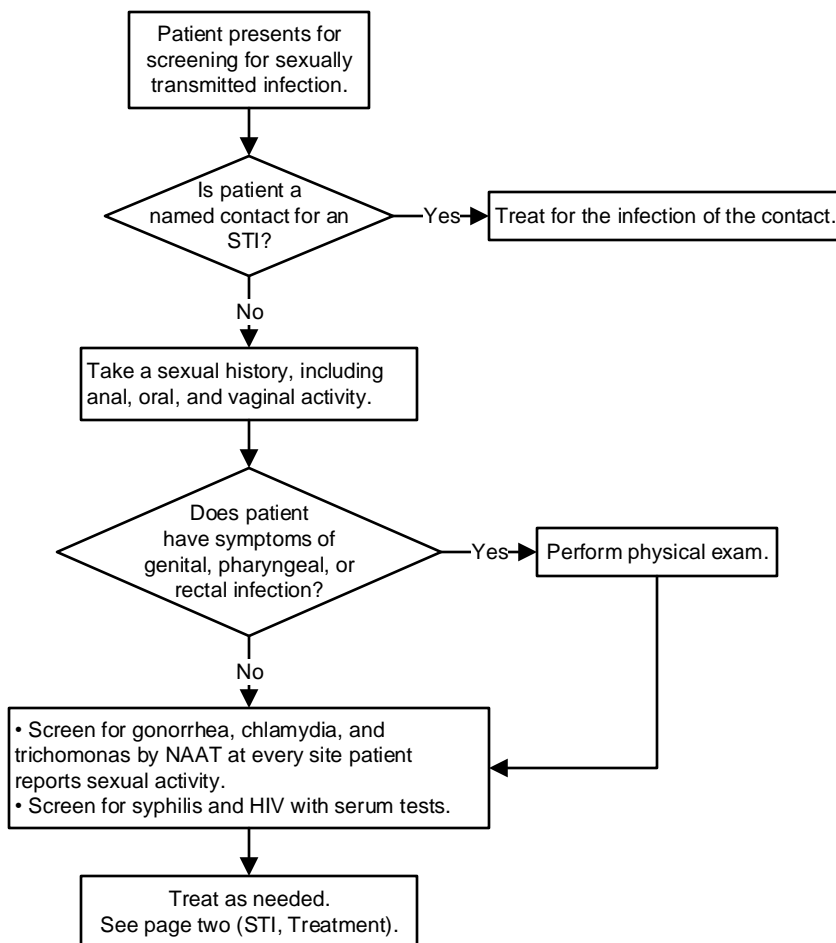 Patient presents for
screening for sexually
transmitted infection.
Is patient a
named contact for an
STI?
Yes
Treat for the infection of the contact.
No
Take a sexual history, including
anal, oral, and vaginal activity.
Does patient
have symptoms of
genital, pharyngeal, or
rectal infection?
Yes
Perform physical exam.
No
• Screen for gonorrhea, chlamydia, and
trichomonas by NAAT at every site patient
reports sexual activity.
• Screen for syphilis and HIV with serum tests.
Treat as needed.
See page two (STI, Treatment).